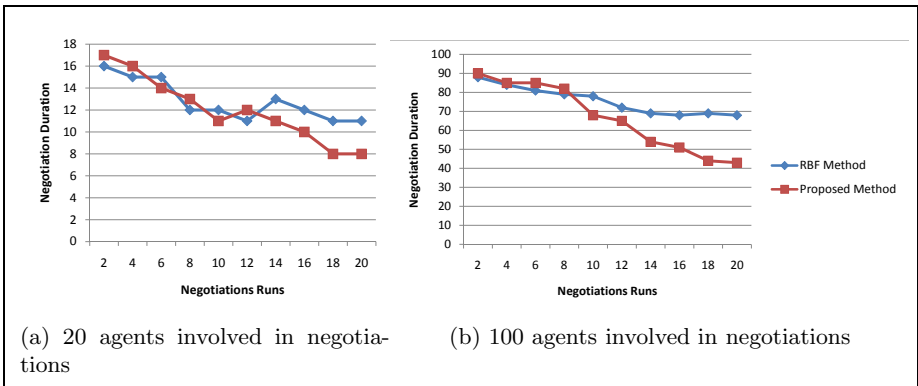 18
16
14
12
10
8
6
4
2
0
Negotiation Duration
2 4 6 8 10 12 14 16 18 20
Negotiations Runs
100
90
80
70
60
50
40
30
20
10
0
Negotiation Duration
2 4 6 8 10 12 14 16 18 20
Negotiations Runs
RBF Method
Proposed Method
(a) 20 agents involved in negotia-
tions
(b) 100 agents involved in negotiations